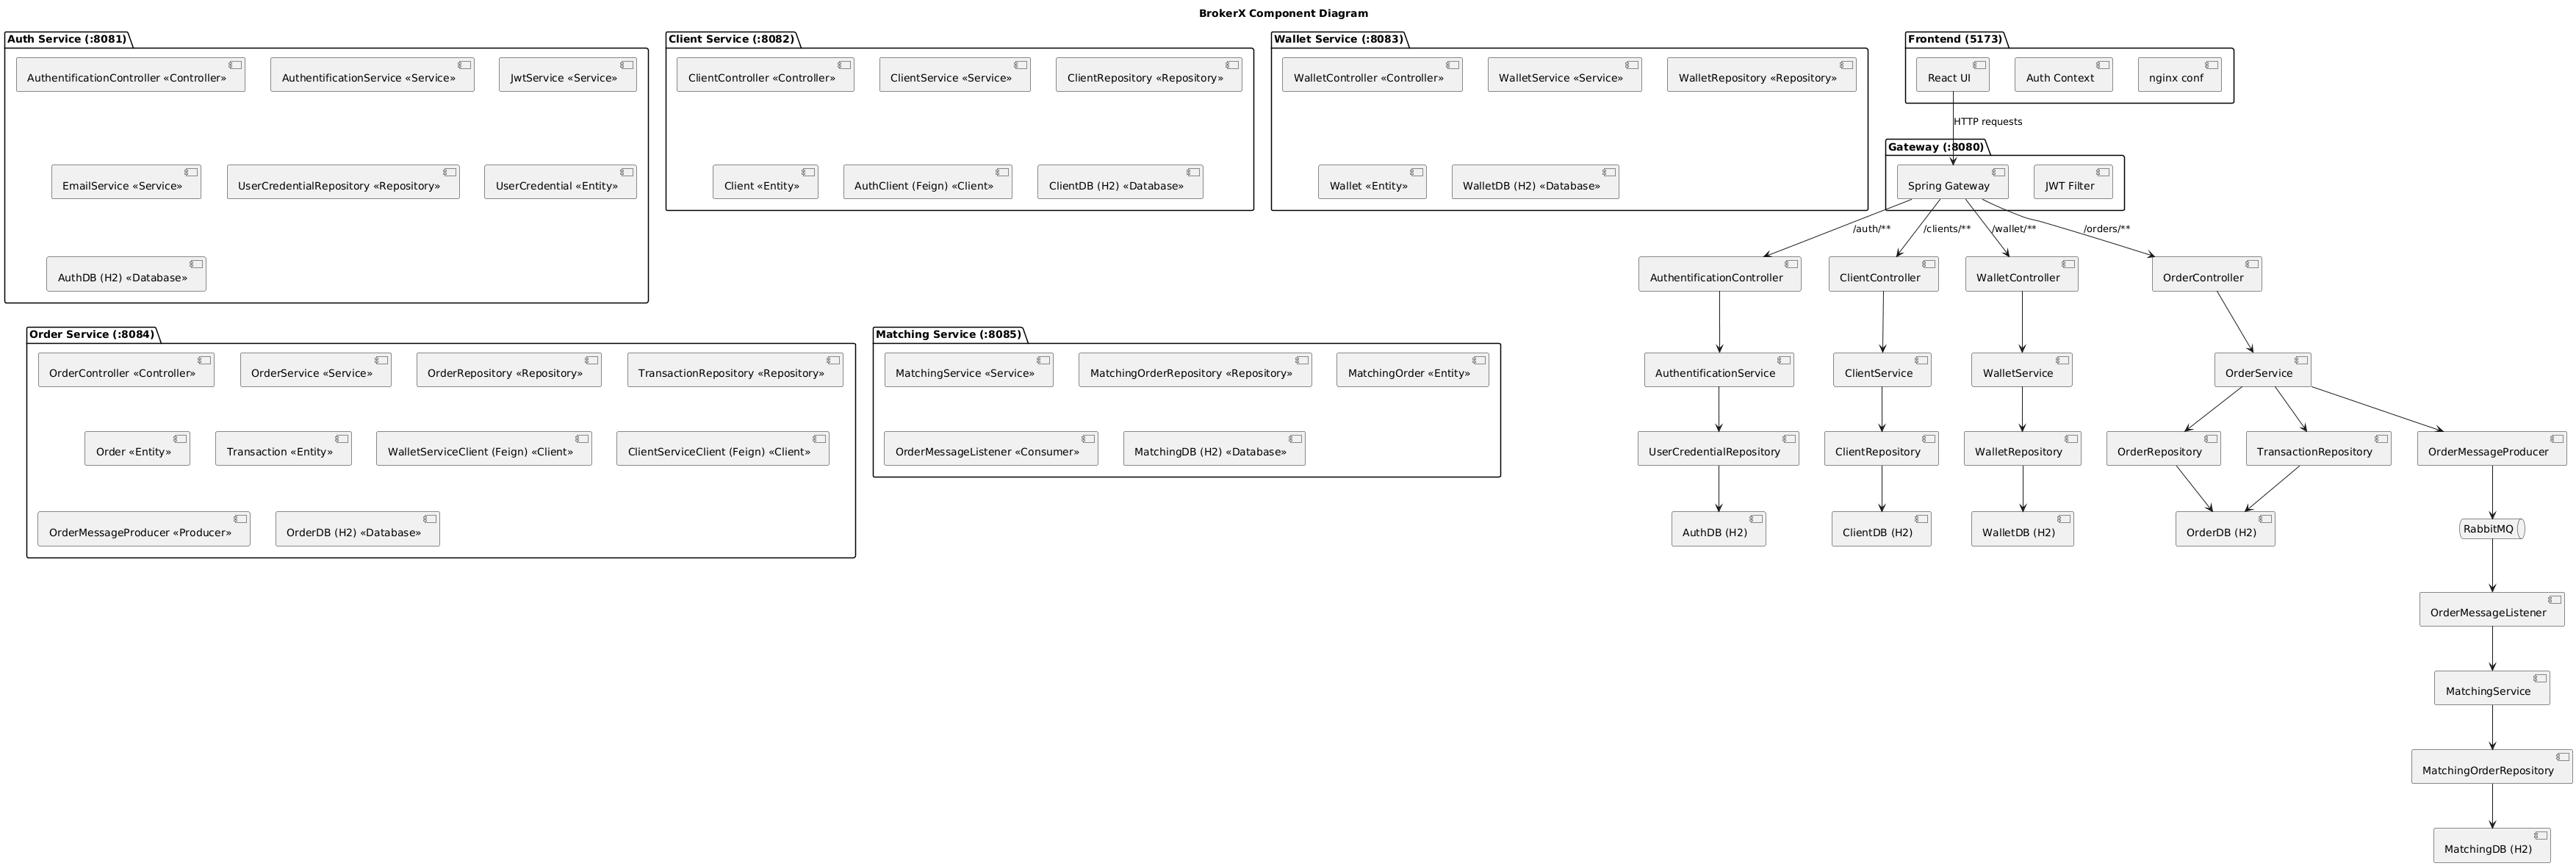 BrokerX Component Diagram
Auth Service (:8081)
AuthentificationController «Controller»
AuthentificationService «Service»
JwtService «Service»
EmailService «Service»
UserCredentialRepository «Repository»
UserCredential «Entity»
AuthDB (H2) «Database»
Client Service (:8082)
ClientController «Controller»
ClientService «Service»
ClientRepository «Repository»
Client «Entity»
AuthClient (Feign) «Client»
ClientDB (H2) «Database»
Wallet Service (:8083)
WalletController «Controller»
WalletService «Service»
WalletRepository «Repository»
Wallet «Entity»
WalletDB (H2) «Database»
Frontend (5173)
React UI
Auth Context
nginx conf
HTTP requests
Gateway (:8080)
Spring Gateway
JWT Filter
/auth/**
/clients/**
/wallet/**
/orders/**
AuthentificationController
ClientController
WalletController
OrderController
Order Service (:8084)
OrderController «Controller»
OrderService «Service»
OrderRepository «Repository»
TransactionRepository «Repository»
Order «Entity»
Transaction «Entity»
WalletServiceClient (Feign) «Client»
ClientServiceClient (Feign) «Client»
OrderMessageProducer «Producer»
OrderDB (H2) «Database»
Matching Service (:8085)
MatchingService «Service»
MatchingOrderRepository «Repository»
MatchingOrder «Entity»
OrderMessageListener «Consumer»
MatchingDB (H2) «Database»
AuthentificationService
ClientService
WalletService
OrderService
UserCredentialRepository
ClientRepository
WalletRepository
OrderRepository
TransactionRepository
OrderMessageProducer
AuthDB (H2)
ClientDB (H2)
WalletDB (H2)
OrderDB (H2)
RabbitMQ
OrderMessageListener
MatchingService
MatchingOrderRepository
MatchingDB (H2)